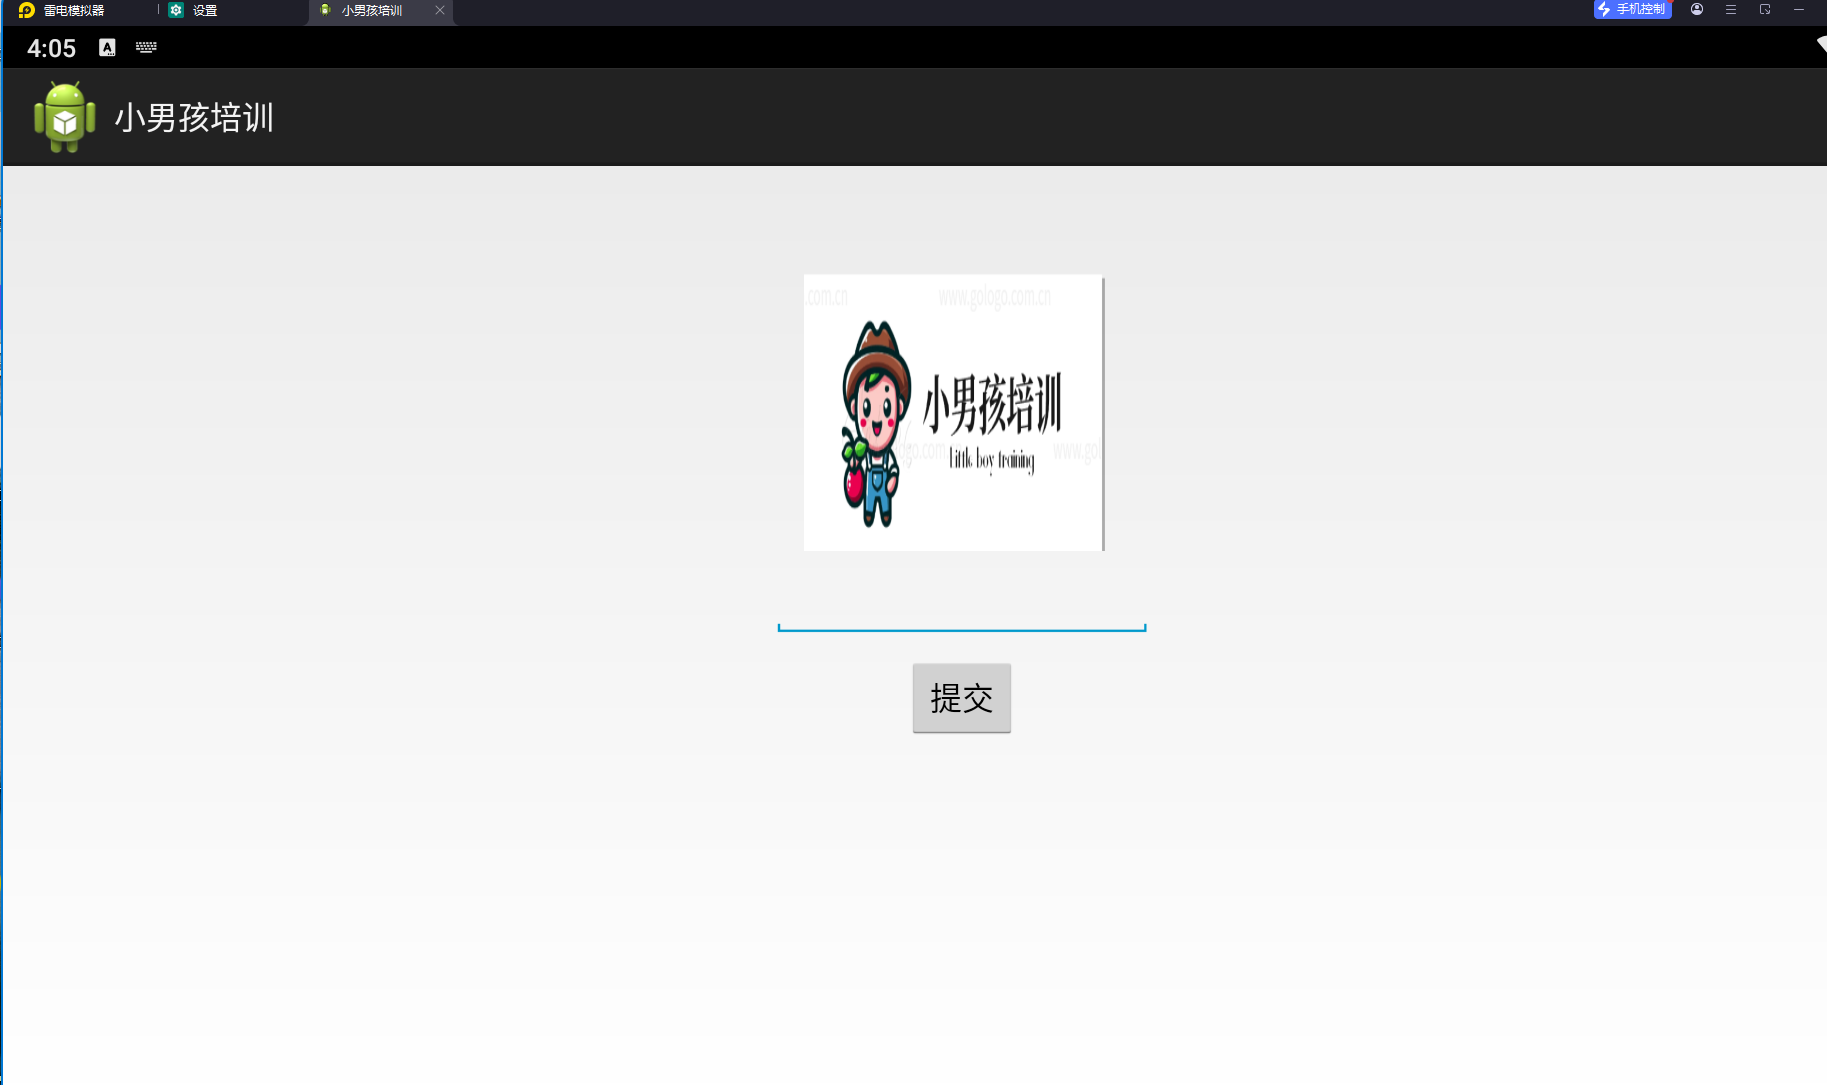 雷电模拟器 设置 小男孩培训 手机控制
4:05 A
小男孩培训
.com.cn www.gologo.com.cn
小男孩培训
logo.com.cn www.gol
Little boy training
提交